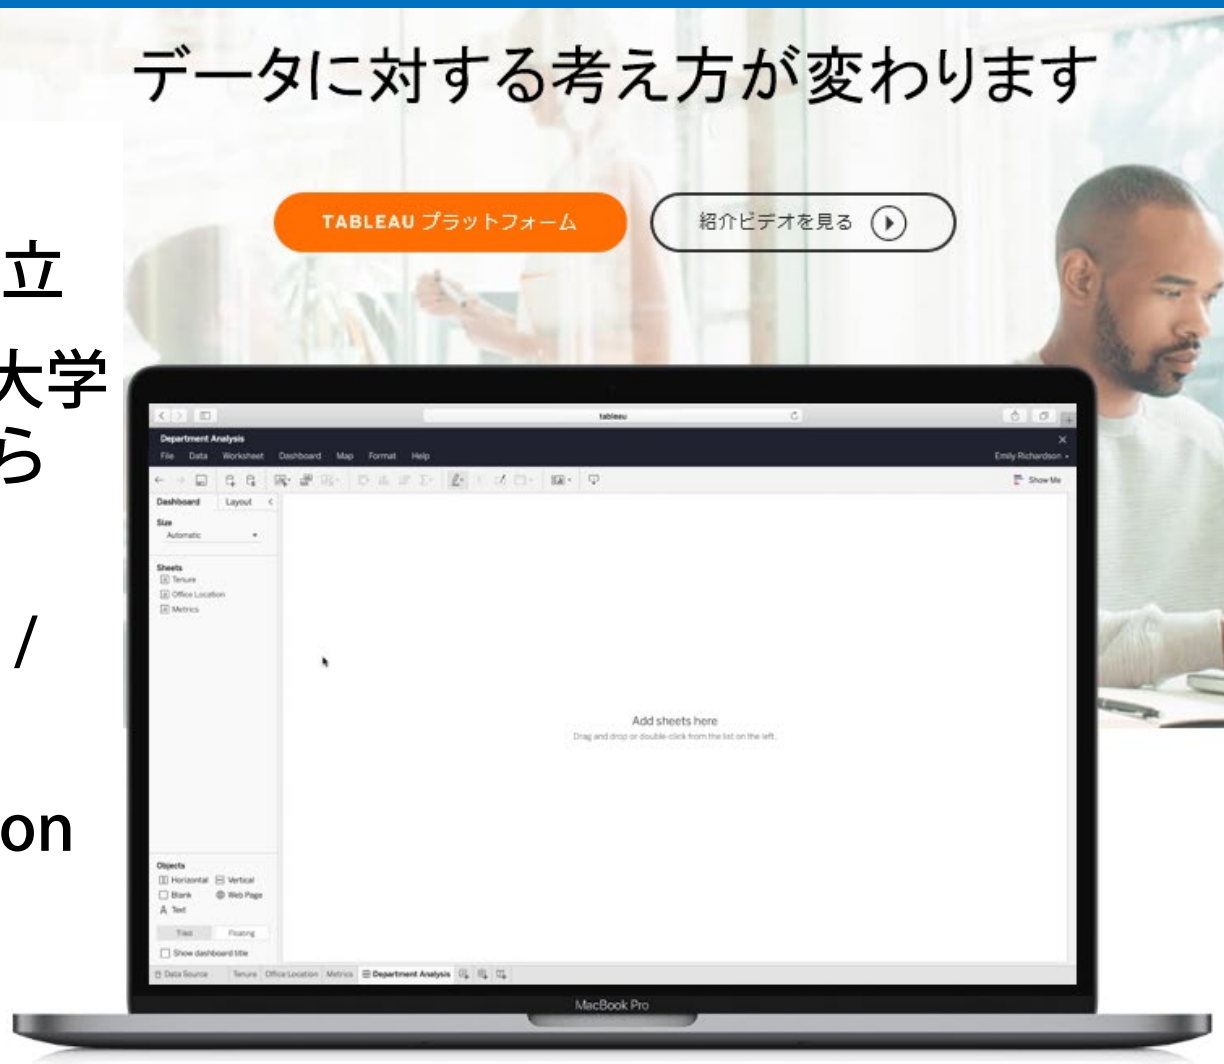 データに対する考え方が変わります
TABLEAU プラットフォーム
紹介ビデオを見る
立
大学
ら
/
on
tableau
Department Analysis
File Data Worksheet Dashboard Map Format Help
Emily Richardson
Show Me
Dashboard Layout
Size
Automatic
Sheets
Tenure
Office Location
Metrics
Add sheets here
Drag and drop or double-click from the list on the left.
Objects
Horizontal Vertical
Blank Web Page
A Text
Tiled Floating
Show dashboard title
Data Source Tenure Office Location Metrics Department Analysis
MacBook Pro